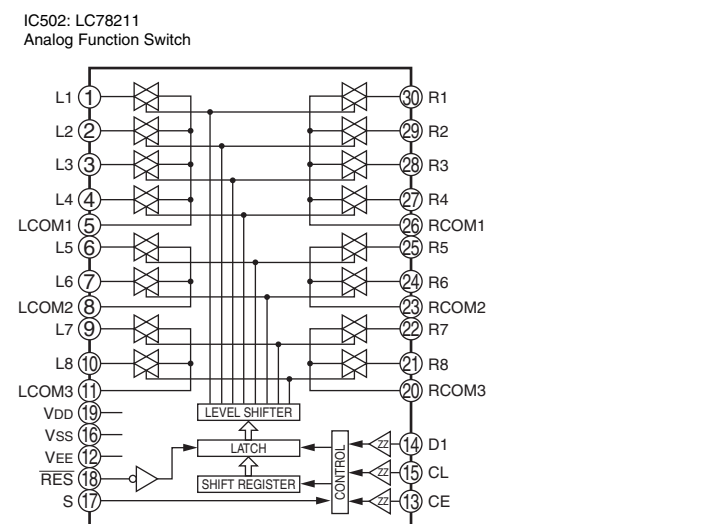 IC502: LC78211
Analog Function Switch
L1 1 30 R1
L2 2 29 R2
L3 3 28 R3
L4 4 27 R4
LCOM1 5 26 RCOM1
L5 6 25 R5
L6 7 24 R6
LCOM2 8 23 RCOM2
L7 9 22 R7
L8 10 21 R8
LCOM3 11 20 RCOM3
VDD 19 LEVEL SHIFTER
VSS 16 LATCH CONTROL ZZ 14 D1
VEE 12 ZZ 15 CL
RES 18 SHIFT REGISTER
S 17 ZZ 13 CE